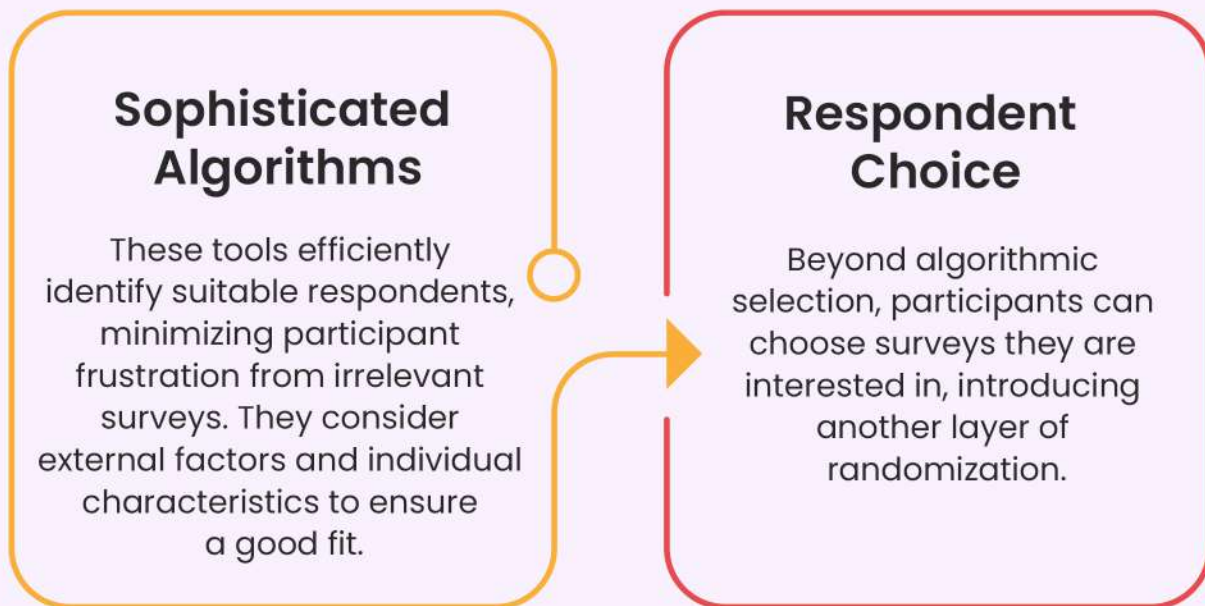 Sophisticated
Algorithms
These tools efficiently
identify suitable respondents,
minimizing participant
frustration from irrelevant
surveys. They consider
external factors and individual
characteristics to ensure
a good fit.
Respondent
Choice
Beyond algorithmic
selection, participants can
choose surveys they are
interested in, introducing
another layer of
randomization.